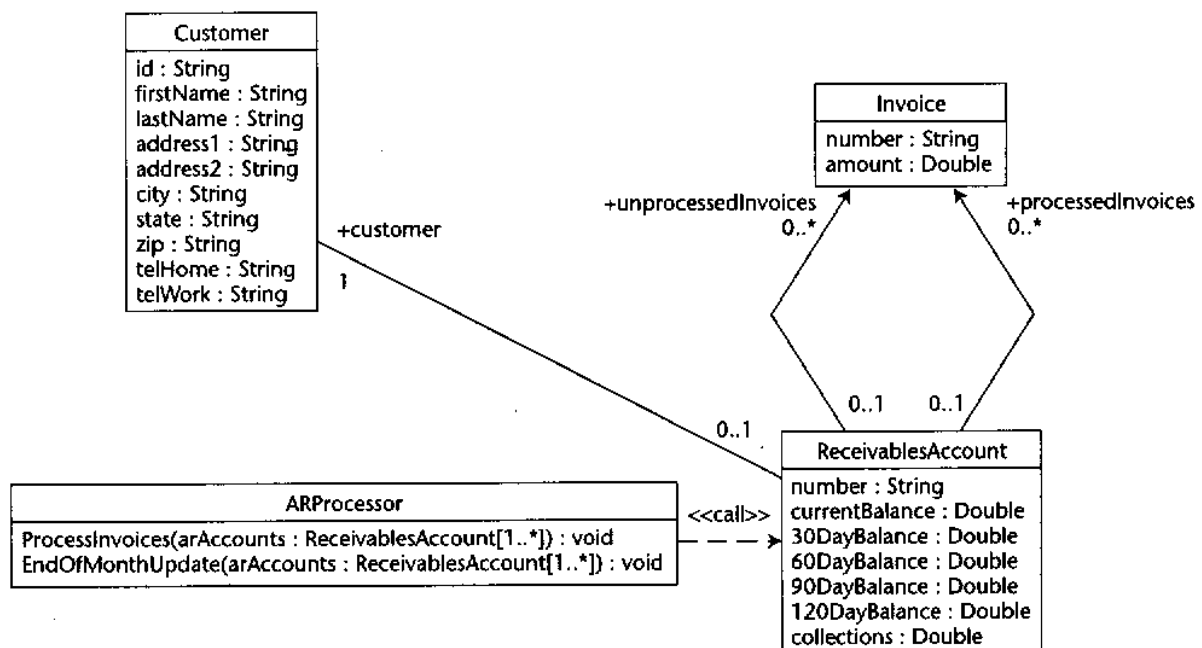 Customer
id : String
firstName : String
lastName : String
address1 : String
address2 : String
city : String
state : String
zip : String
telHome : String
telWork : String
+customer
1
0..1
Invoice
number : String
amount : Double
+unprocessedInvoices
0..*
+processedInvoices
0..*
0..1
0..1
ReceivablesAccount
number : String
currentBalance : Double
30DayBalance : Double
60DayBalance : Double
90DayBalance : Double
120DayBalance : Double
collections : Double
ARProcessor
ProcessInvoices(arAccounts : ReceivablesAccount[1..*]) : void
EndOfMonthUpdate(arAccounts : ReceivablesAccount[1..*]) : void
<<call>>